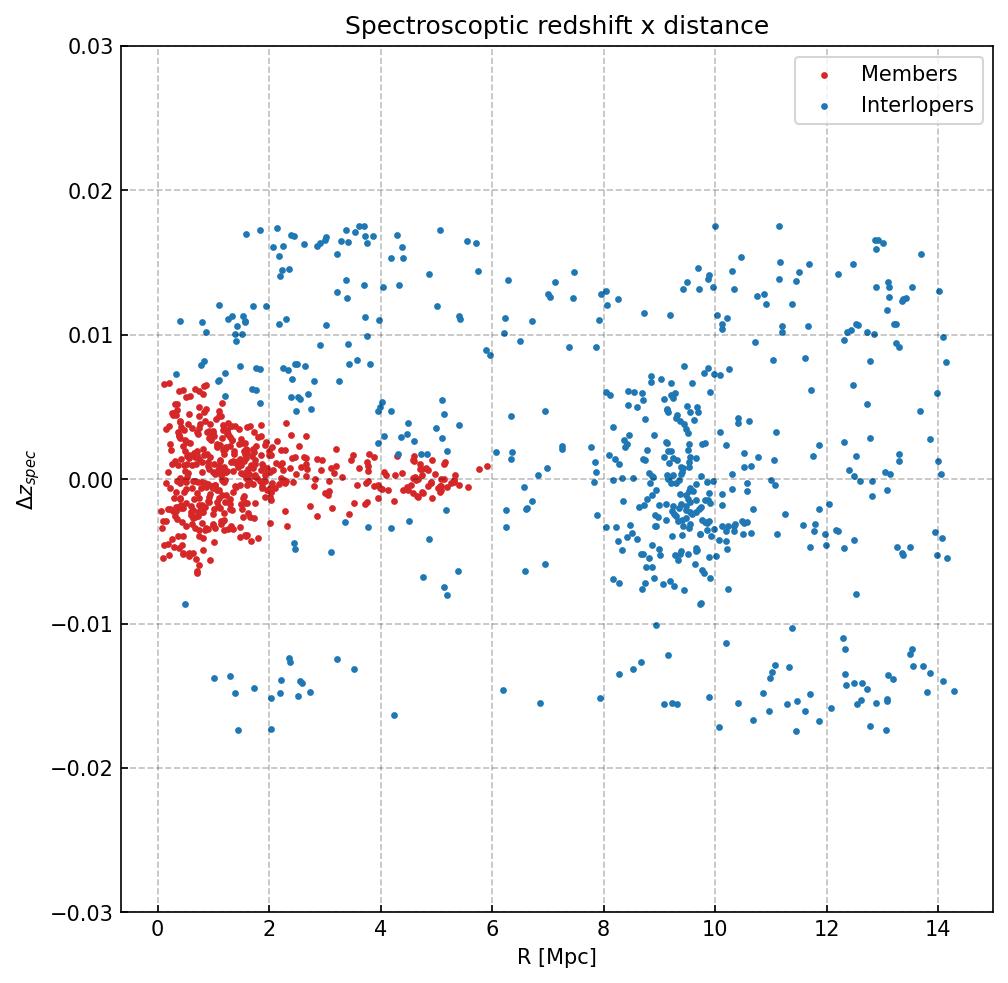 Spectroscoptic redshift x distance
0.03
0.02
0.01
0.00
−0.01
−0.02
−0.03
Δz_spec
Members
Interlopers
0 2 4 6 8 10 12 14
R [Mpc]